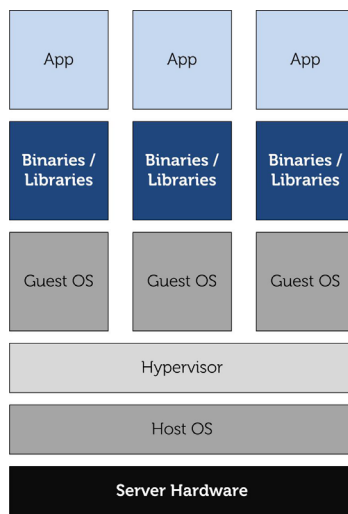 App
App
App
Binaries /
Libraries
Binaries /
Libraries
Binaries /
Libraries
Guest OS
Guest OS
Guest OS
Hypervisor
Host OS
Server Hardware